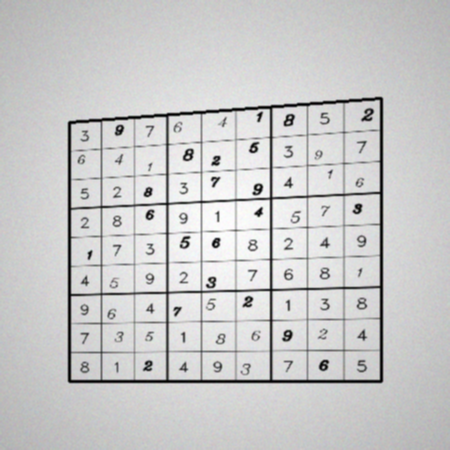 3 9 7 6 4 1 8 5 2
6 4 1 8 2 5 3 9 7
5 2 8 3 7 9 4 1 6
2 8 6 9 1 4 5 7 3
1 7 3 5 6 8 2 4 9
4 5 9 2 3 7 6 8 1
9 6 4 7 5 2 1 3 8
7 3 5 1 8 6 9 2 4
8 1 2 4 9 3 7 6 5